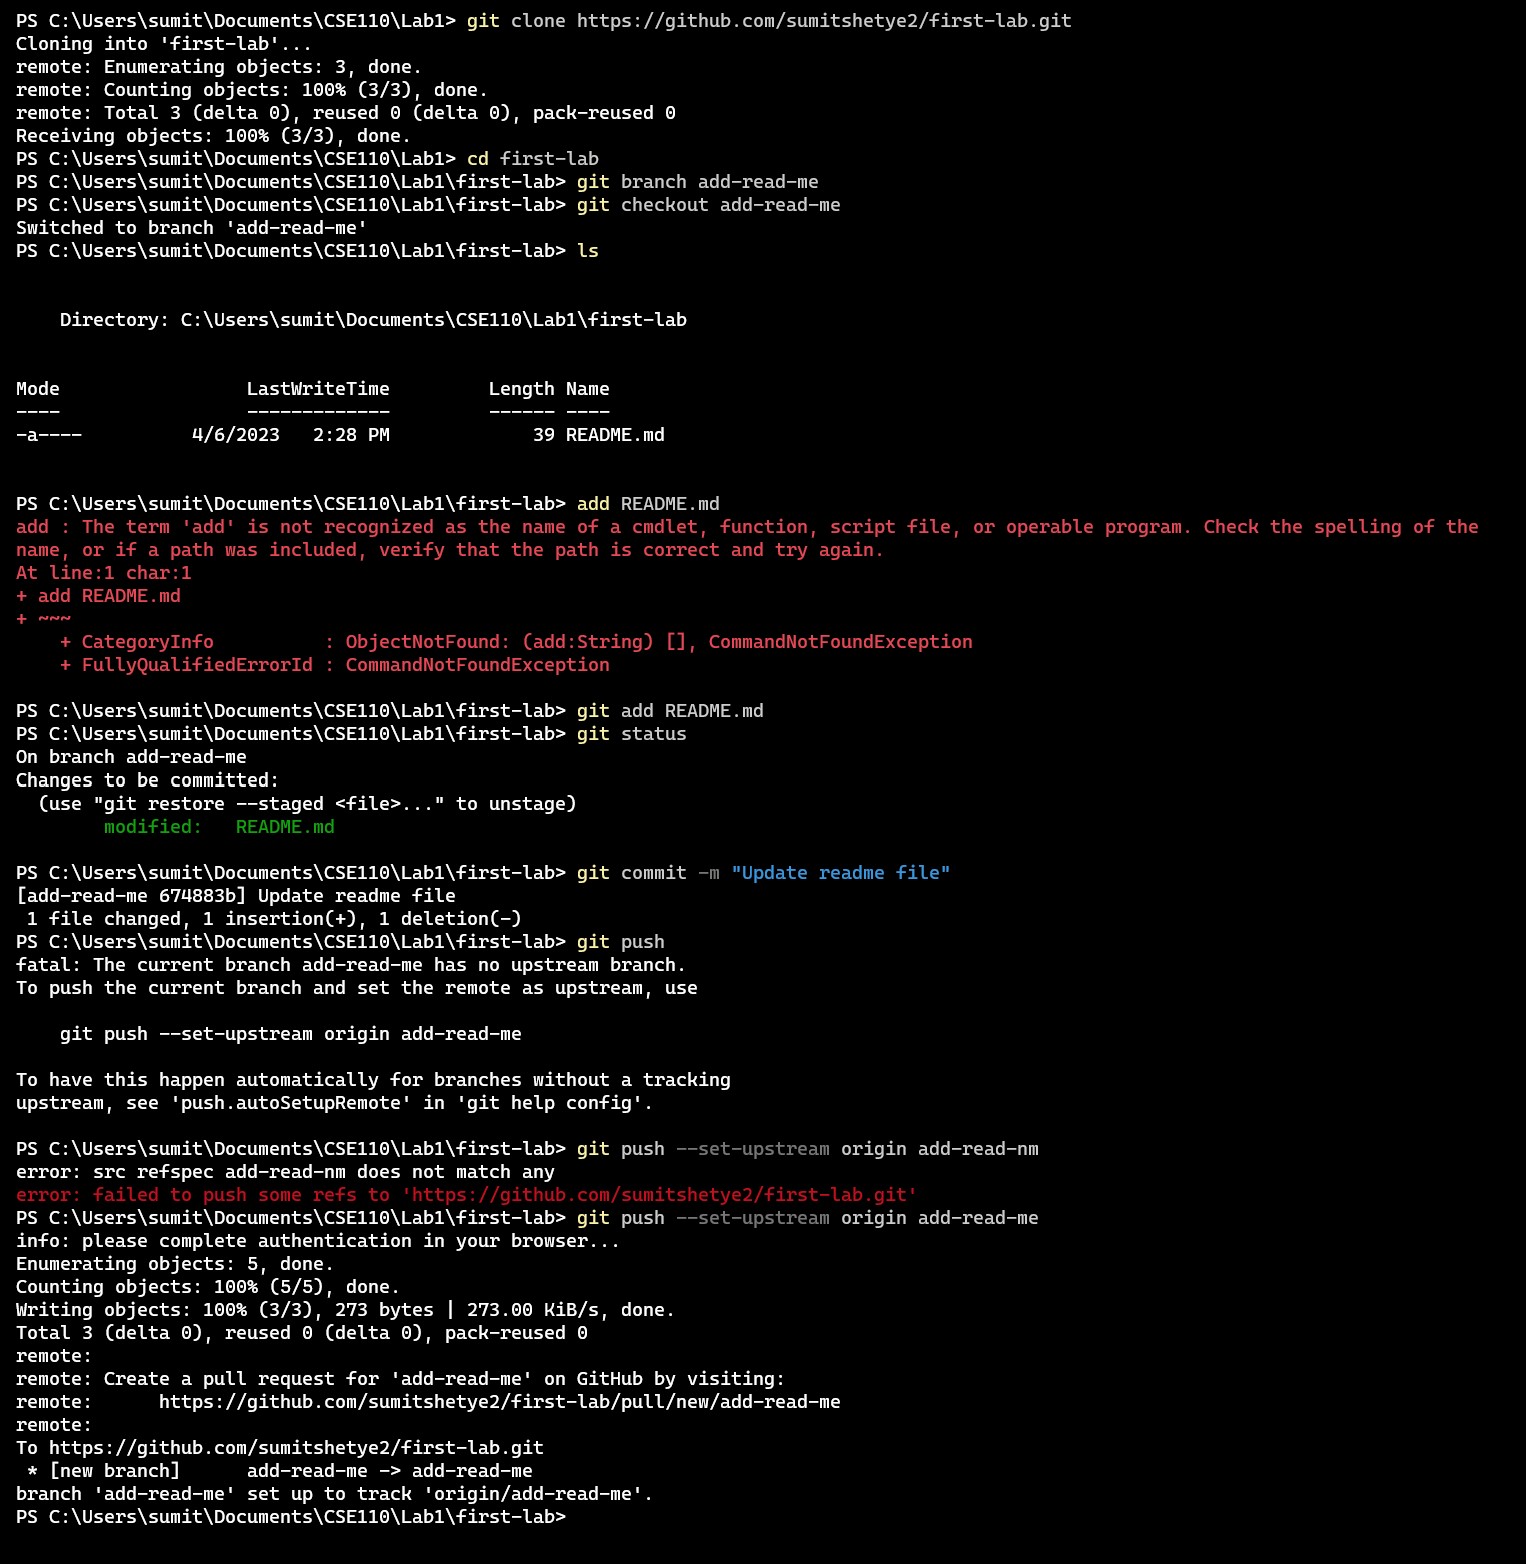 PS C:\Users\sumit\Documents\CSE110\Lab1> git clone https://github.com/sumitshetye2/first-lab.git
Cloning into 'first-lab'...
remote: Enumerating objects: 3, done.
remote: Counting objects: 100% (3/3), done.
remote: Total 3 (delta 0), reused 0 (delta 0), pack-reused 0
Receiving objects: 100% (3/3), done.
PS C:\Users\sumit\Documents\CSE110\Lab1> cd first-lab
PS C:\Users\sumit\Documents\CSE110\Lab1\first-lab> git branch add-read-me
PS C:\Users\sumit\Documents\CSE110\Lab1\first-lab> git checkout add-read-me
Switched to branch 'add-read-me'
PS C:\Users\sumit\Documents\CSE110\Lab1\first-lab> ls
    Directory: C:\Users\sumit\Documents\CSE110\Lab1\first-lab
Mode                 LastWriteTime         Length Name
----                 -------------         ------ ----
-a----          4/6/2023   2:28 PM             39 README.md
PS C:\Users\sumit\Documents\CSE110\Lab1\first-lab> add README.md
add : The term 'add' is not recognized as the name of a cmdlet, function, script file, or operable program. Check the spelling of the
name, or if a path was included, verify that the path is correct and try again.
At line:1 char:1
+ add README.md
+ ~~~
    + CategoryInfo          : ObjectNotFound: (add:String) [], CommandNotFoundException
    + FullyQualifiedErrorId : CommandNotFoundException
PS C:\Users\sumit\Documents\CSE110\Lab1\first-lab> git add README.md
PS C:\Users\sumit\Documents\CSE110\Lab1\first-lab> git status
On branch add-read-me
Changes to be committed:
  (use "git restore --staged <file>..." to unstage)
        modified:   README.md
PS C:\Users\sumit\Documents\CSE110\Lab1\first-lab> git commit -m "Update readme file"
[add-read-me 674883b] Update readme file
 1 file changed, 1 insertion(+), 1 deletion(-)
PS C:\Users\sumit\Documents\CSE110\Lab1\first-lab> git push
fatal: The current branch add-read-me has no upstream branch.
To push the current branch and set the remote as upstream, use
    git push --set-upstream origin add-read-me
To have this happen automatically for branches without a tracking
upstream, see 'push.autoSetupRemote' in 'git help config'.
PS C:\Users\sumit\Documents\CSE110\Lab1\first-lab> git push --set-upstream origin add-read-nm
error: src refspec add-read-nm does not match any
error: failed to push some refs to 'https://github.com/sumitshetye2/first-lab.git'
PS C:\Users\sumit\Documents\CSE110\Lab1\first-lab> git push --set-upstream origin add-read-me
info: please complete authentication in your browser...
Enumerating objects: 5, done.
Counting objects: 100% (5/5), done.
Writing objects: 100% (3/3), 273 bytes | 273.00 KiB/s, done.
Total 3 (delta 0), reused 0 (delta 0), pack-reused 0
remote:
remote: Create a pull request for 'add-read-me' on GitHub by visiting:
remote:      https://github.com/sumitshetye2/first-lab/pull/new/add-read-me
remote:
To https://github.com/sumitshetye2/first-lab.git
 * [new branch]      add-read-me -> add-read-me
branch 'add-read-me' set up to track 'origin/add-read-me'.
PS C:\Users\sumit\Documents\CSE110\Lab1\first-lab>